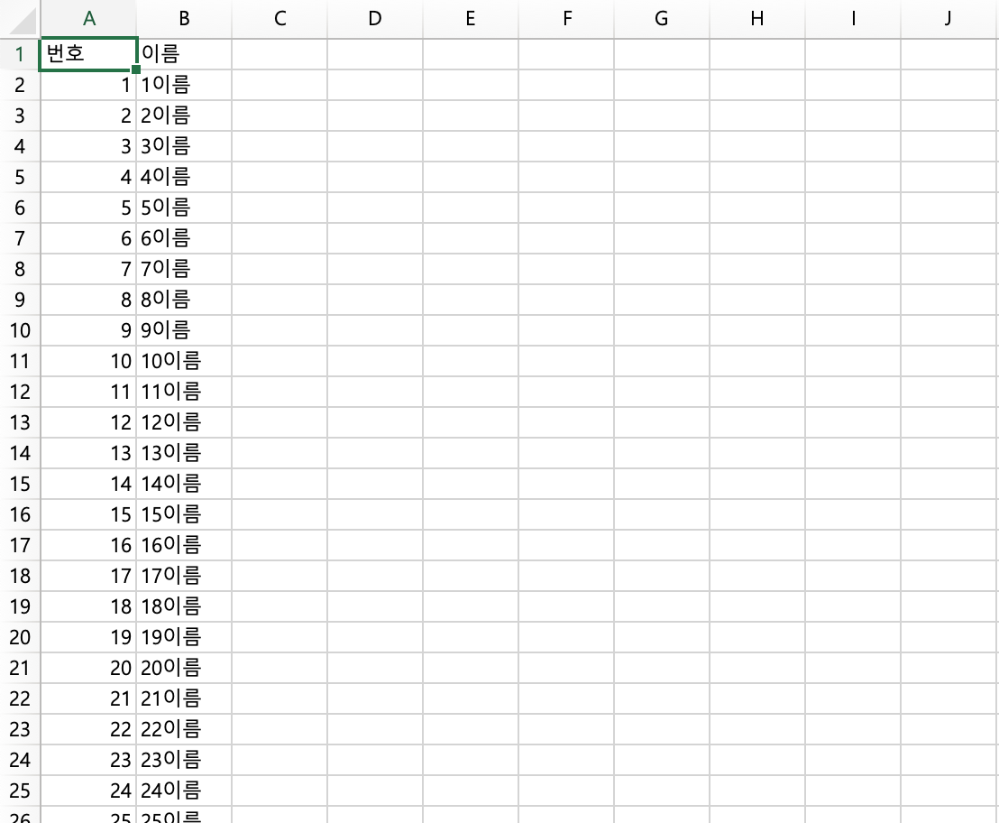 A B C D E F G H I J
1 번호 이름
2 1 1이름
3 2 2이름
4 3 3이름
5 4 4이름
6 5 5이름
7 6 6이름
8 7 7이름
9 8 8이름
10 9 9이름
11 10 10이름
12 11 11이름
13 12 12이름
14 13 13이름
15 14 14이름
16 15 15이름
17 16 16이름
18 17 17이름
19 18 18이름
20 19 19이름
21 20 20이름
22 21 21이름
23 22 22이름
24 23 23이름
25 24 24이름
26 25 25이름